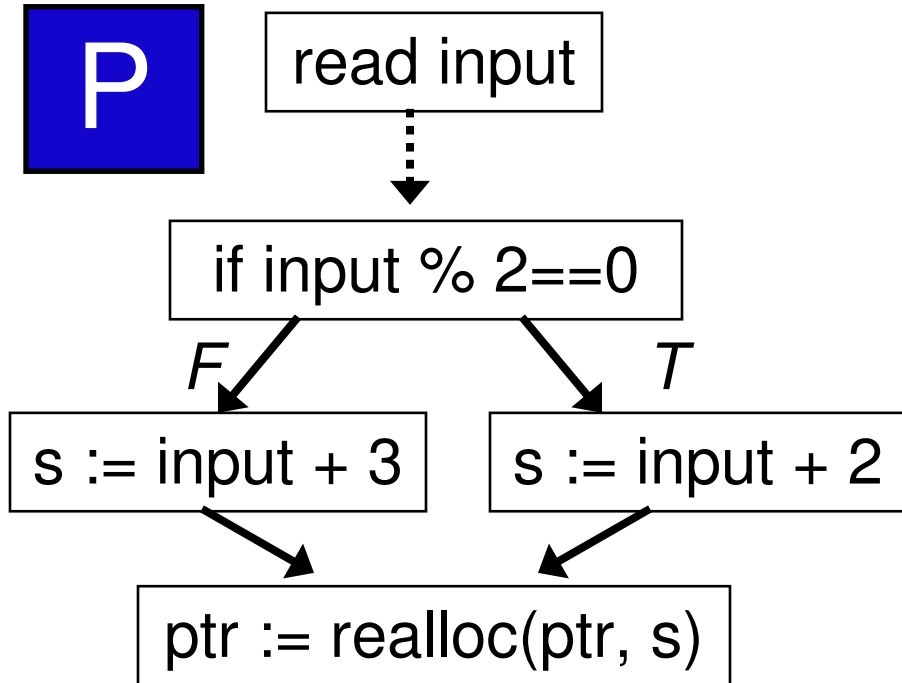 P
read input
if input % 2==0
F
T
s := input + 3
s := input + 2
ptr := realloc(ptr, s)